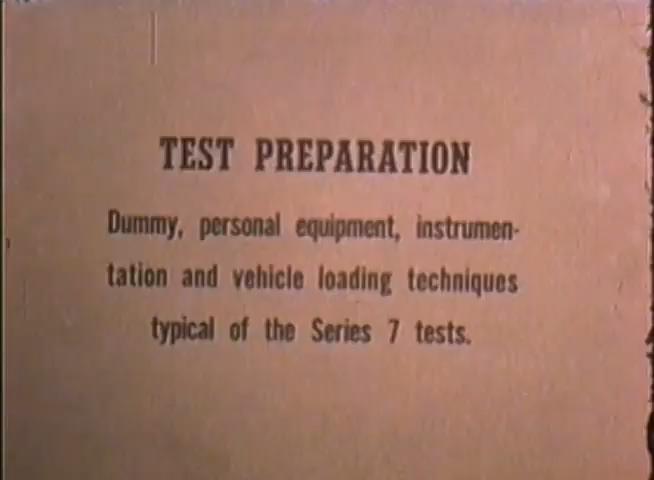 TEST PREPARATION
Dummy, personal equipment, instrumen-
tation and vehicle loading techniques
typical of the Series 7 tests.